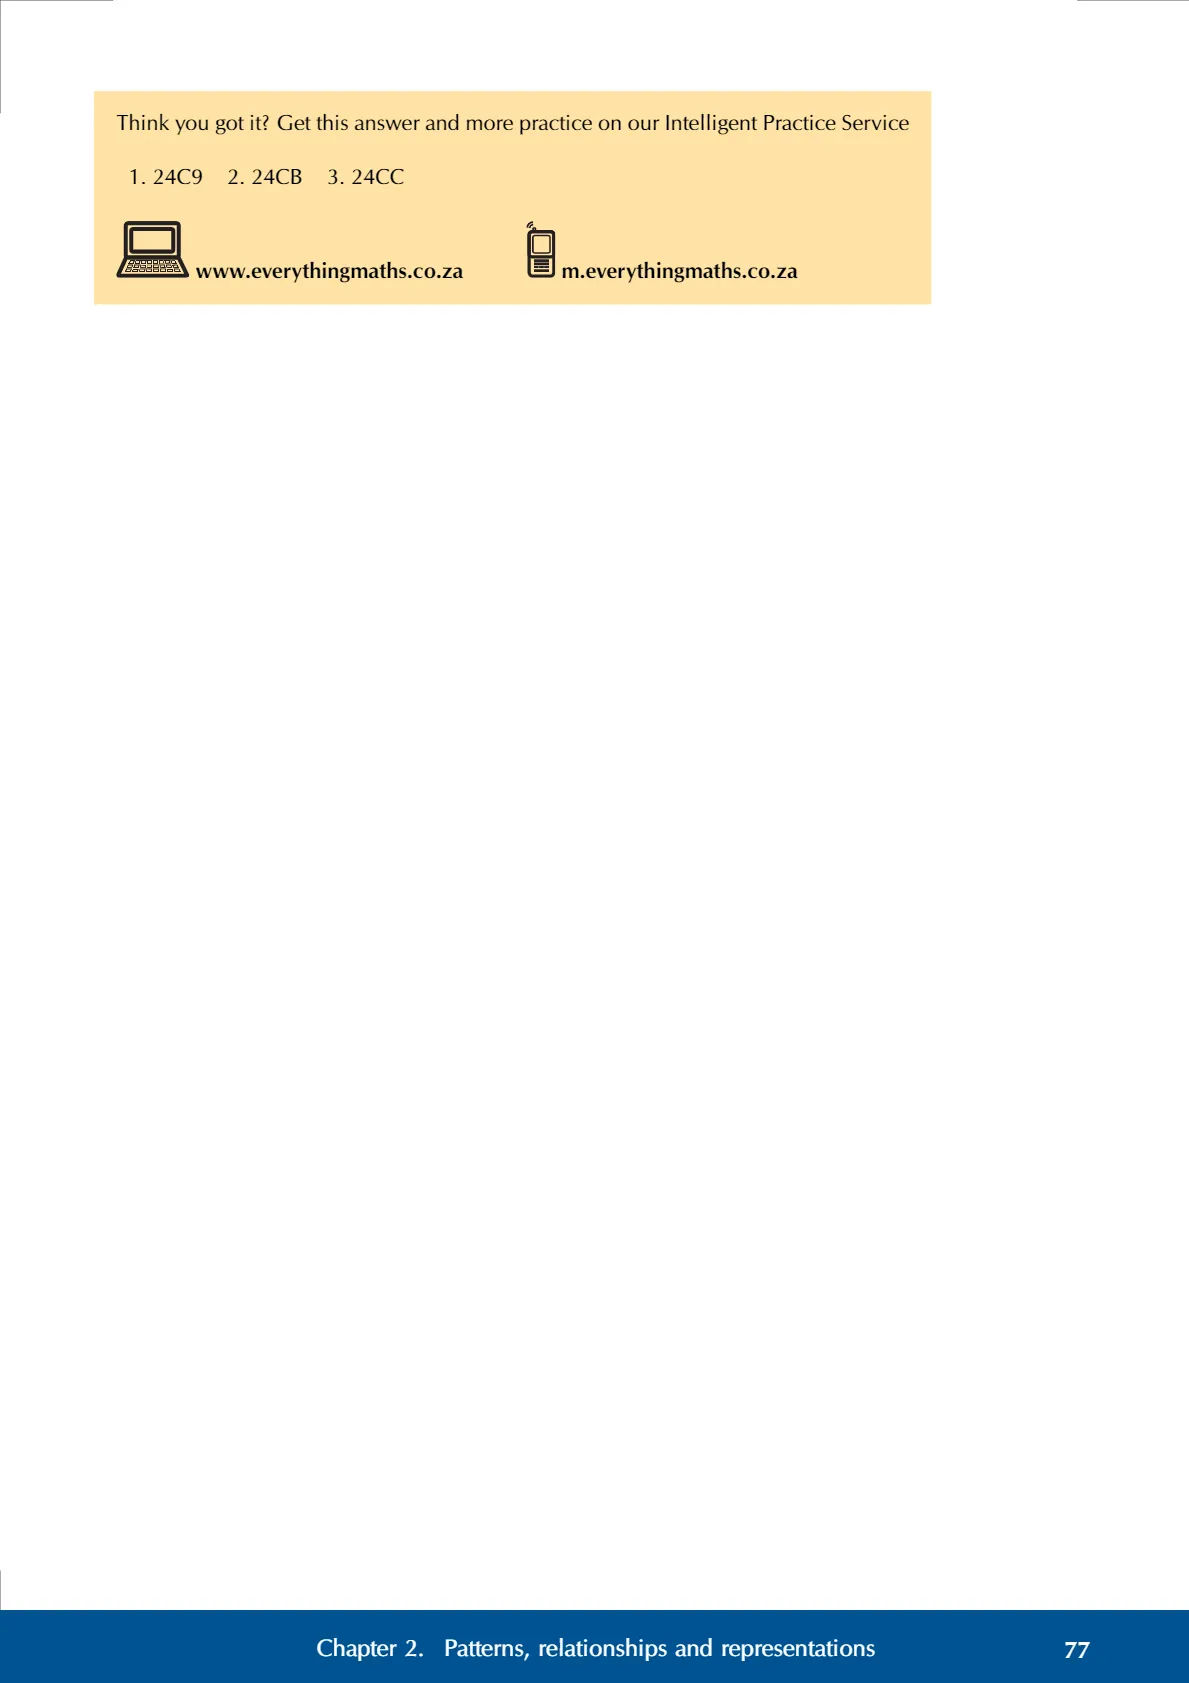 Think you got it? Get this answer and more practice on our Intelligent Practice Service
1. 24C9 2. 24CB 3. 24CC
www.everythingmaths.co.za m.everythingmaths.co.za
Chapter 2. Patterns, relationships and representations 77